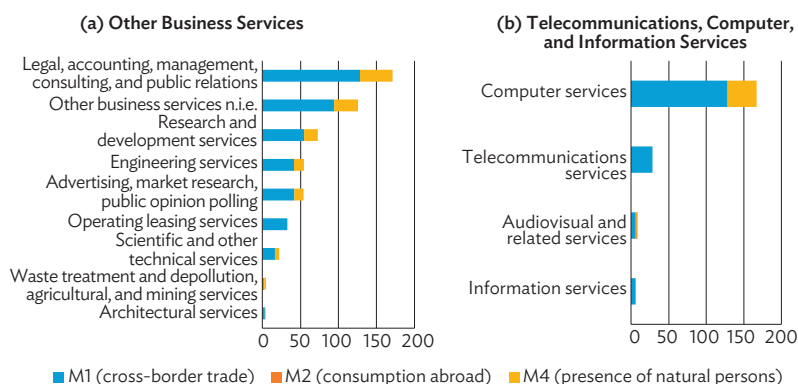 (a) Other Business Services
Legal, accounting, management,
consulting, and public relations
Other business services n.i.e.
Research and
development services
Engineering services
Advertising, market research,
public opinion polling
Operating leasing services
Scientific and other
technical services
Waste treatment and depollution,
agricultural, and mining services
Architectural services
0 50 100 150 200
(b) Telecommunications, Computer,
and Information Services
Computer services
Telecommunications
services
Audiovisual and
related services
Information services
0 50 100 150 200
M1 (cross-border trade) M2 (consumption abroad) M4 (presence of natural persons)